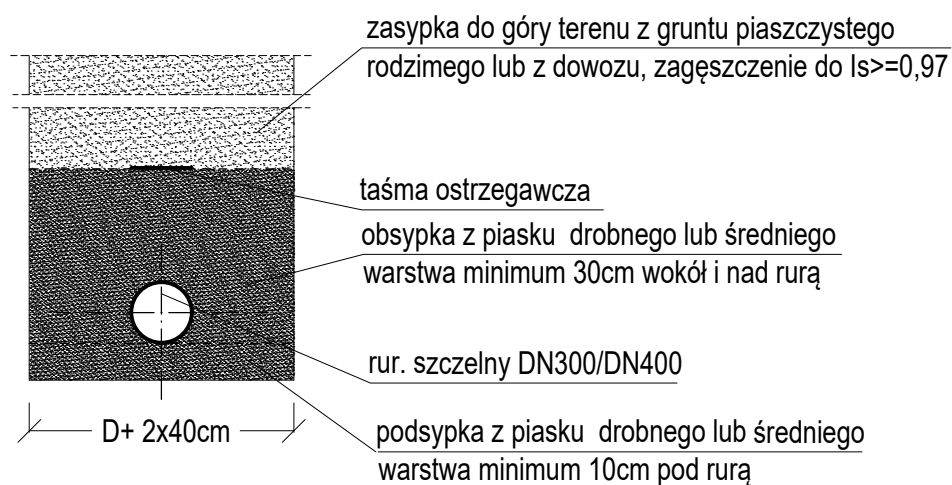 zasypka do góry terenu z gruntu piaszczystego
rodzimego lub z dowozu, zagęszczenie do Is>=0,97
taśma ostrzegawcza
obsypka z piasku drobnego lub średniego
warstwa minimum 30cm wokół i nad rurą
rur. szczelny DN300/DN400
D+ 2x40cm
podsypka z piasku drobnego lub średniego
warstwa minimum 10cm pod rurą